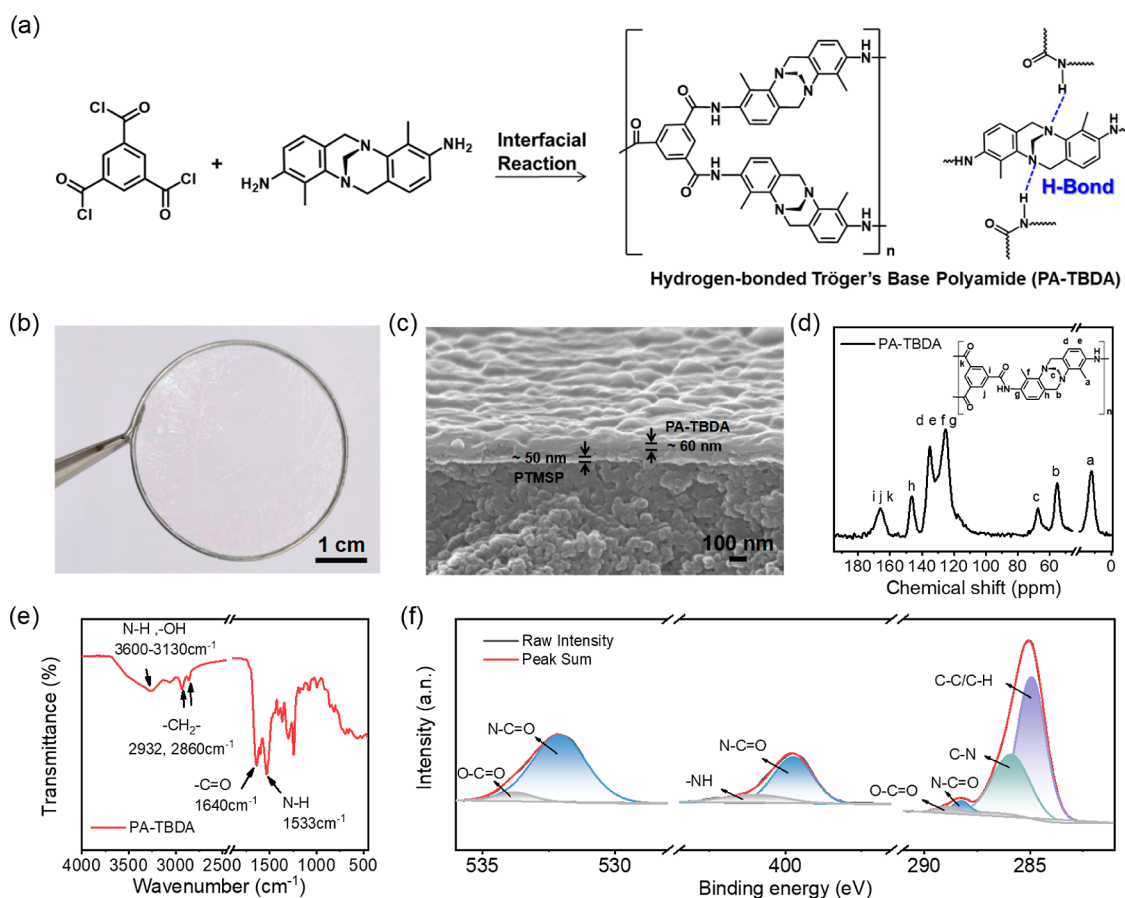 (a)
Cl
O
O
Cl
O
Cl
+
H₂N
N
N
NH₂
Interfacial
Reaction
O
O
NH
N
N
H
N
O
NH
N
N
N
H
n
O
N
H
N
N
HN
HN
H-Bond
H
O
N
Hydrogen-bonded Tröger's Base Polyamide (PA-TBDA)
(b)
1 cm
(c)
PA-TBDA
~ 60 nm
~ 50 nm
PTMSP
100 nm
(d)
PA-TBDA
O
k
i
j
O
O
HN
g
f
h
N
c
N
b
d
e
a
H
N
n
d e f g
i j k
h
c
b
a
180 160 140 120 100 80 60 0
Chemical shift (ppm)
(e)
N-H ,-OH
3600-3130cm⁻¹
-CH₂-
2932, 2860cm⁻¹
-C=O
1640cm⁻¹
N-H
1533cm⁻¹
PA-TBDA
Transmittance (%)
4000 3500 3000 2500 1500 1000 500
Wavenumber (cm⁻¹)
(f)
Raw Intensity
Peak Sum
N-C=O
O-C=O
N-C=O
-NH
C-C/C-H
C-N
N-C=O
O-C=O
Intensity (a.n.)
535 530 400 290 285
Binding energy (eV)